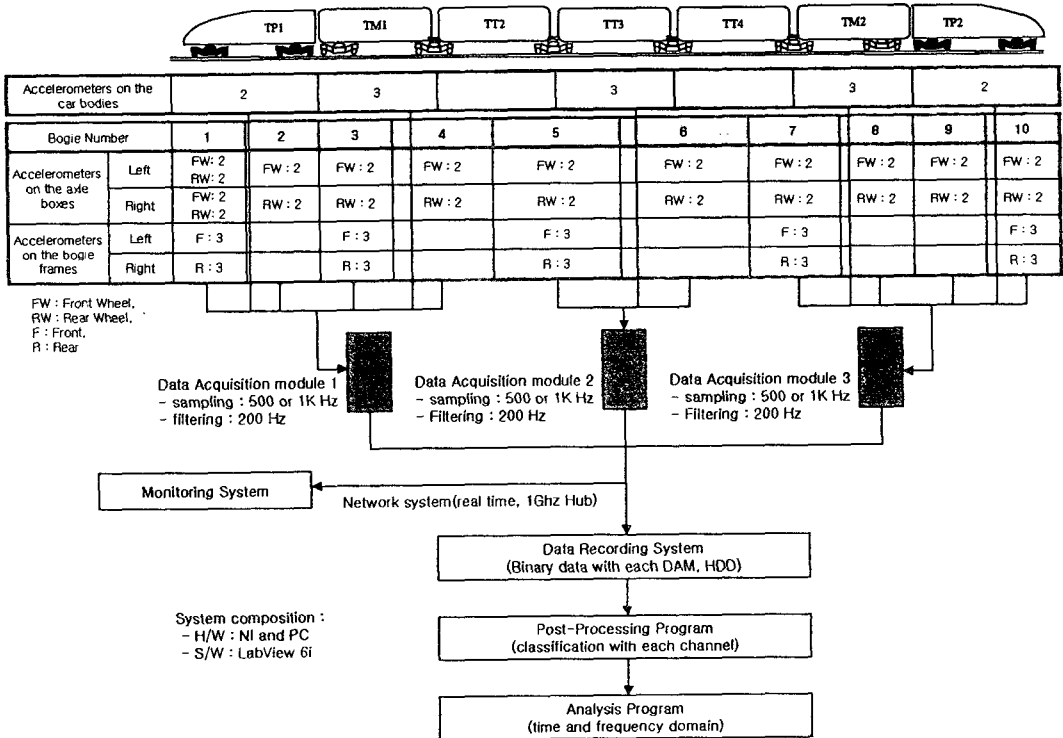 TP1 TM1 TT2 TT3 TT4 TM2 TP2
Accelerometers on the
car bodies
2 3 3 3 2
Bogie Number 1 2 3 4 5 6 7 8 9 10
Accelerometers
on the axle
boxes
Left
FW: 2
RW: 2
FW : 2 FW : 2 FW : 2 FW : 2 FW : 2 FW : 2 FW : 2 FW : 2 FW : 2
Right
FW: 2
RW: 2
RW : 2 RW : 2 RW : 2 RW : 2 RW : 2 RW : 2 RW : 2 RW : 2 RW : 2
Accelerometers
on the bogie
frames
Left F : 3 F : 3 F : 3 F : 3 F : 3
Right R : 3 R : 3 R : 3 R : 3 R : 3
FW : Front Wheel,
RW : Rear Wheel,
F : Front,
R : Rear
Data Acquisition module 1
- sampling : 500 or 1K Hz
- filtering : 200 Hz
Data Acquisition module 2
- sampling : 500 or 1K Hz
- Filtering : 200 Hz
Data Acquisition module 3
- sampling : 500 or 1K Hz
- Filtering : 200 Hz
Monitoring System
Network system(real time, 1Ghz Hub)
Data Recording System
(Binary data with each DAM, HDD)
System composition :
- H/W : NI and PC
- S/W : LabView 6i
Post-Processing Program
(classification with each channel)
Analysis Program
(time and frequency domain)